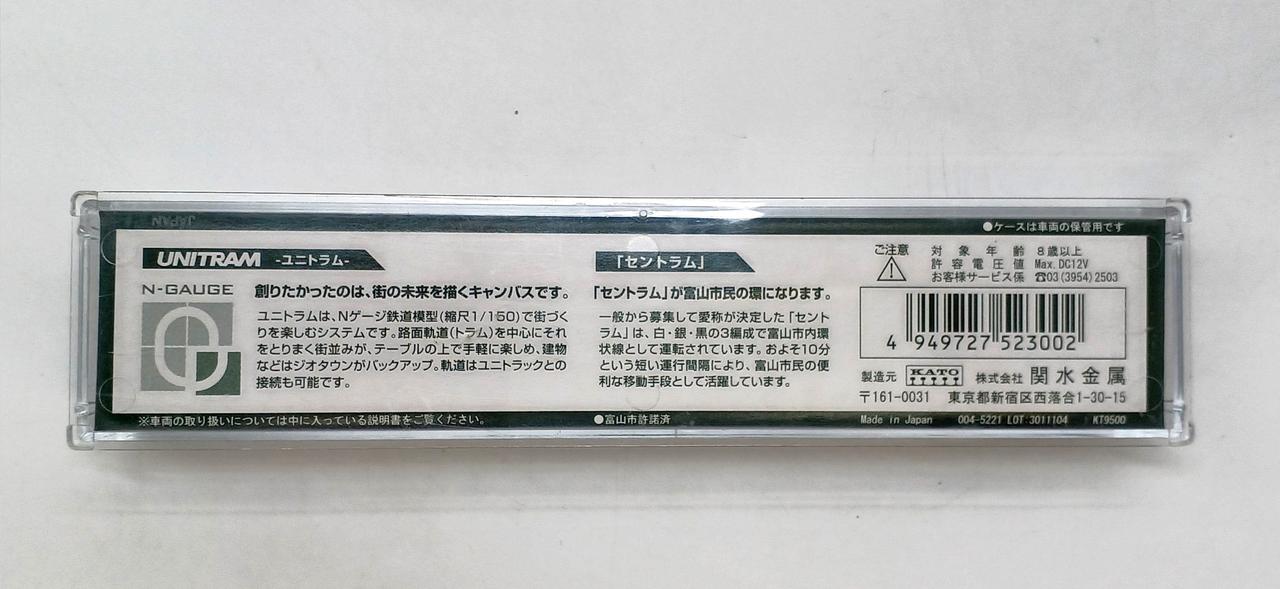 JAPAN
●ケースは車両の保管用です
UNITRAM -ユニトラム-
N-GAUGE
創りたかったのは、街の未来を描くキャンバスです。
ユニトラムは、Nゲージ鉄道模型(縮尺1/150)で街づく
りを楽しむシステムです。路面軌道(トラム)を中心にそれ
をとりまく街並みが、テーブルの上で手軽に楽しめ、建物
などはジオタウンがバックアップ。軌道はユニトラックとの
接続も可能です。
「セントラム」
「セントラム」が富山市民の環になります。
一般から募集して愛称が決定した「セント
ラム」は、白・銀・黒の3編成で富山市内環
状線として運転されています。およそ10分
という短い運行間隔により、富山市民の便
利な移動手段として活躍しています。
ご注意
対象年齢 8歳以上
許容電圧値 Max.DC12V
お客様サービス係 ☎03(3954)2503
4 949727 523002
製造元 KATO 株式会社 関水金属
〒161-0031 東京都新宿区西落合1-30-15
※車両の取り扱いについては中に入っている説明書をご覧ください。
●富山市許諾済
Made in Japan 004-5221 LOT:3011104 KT9500